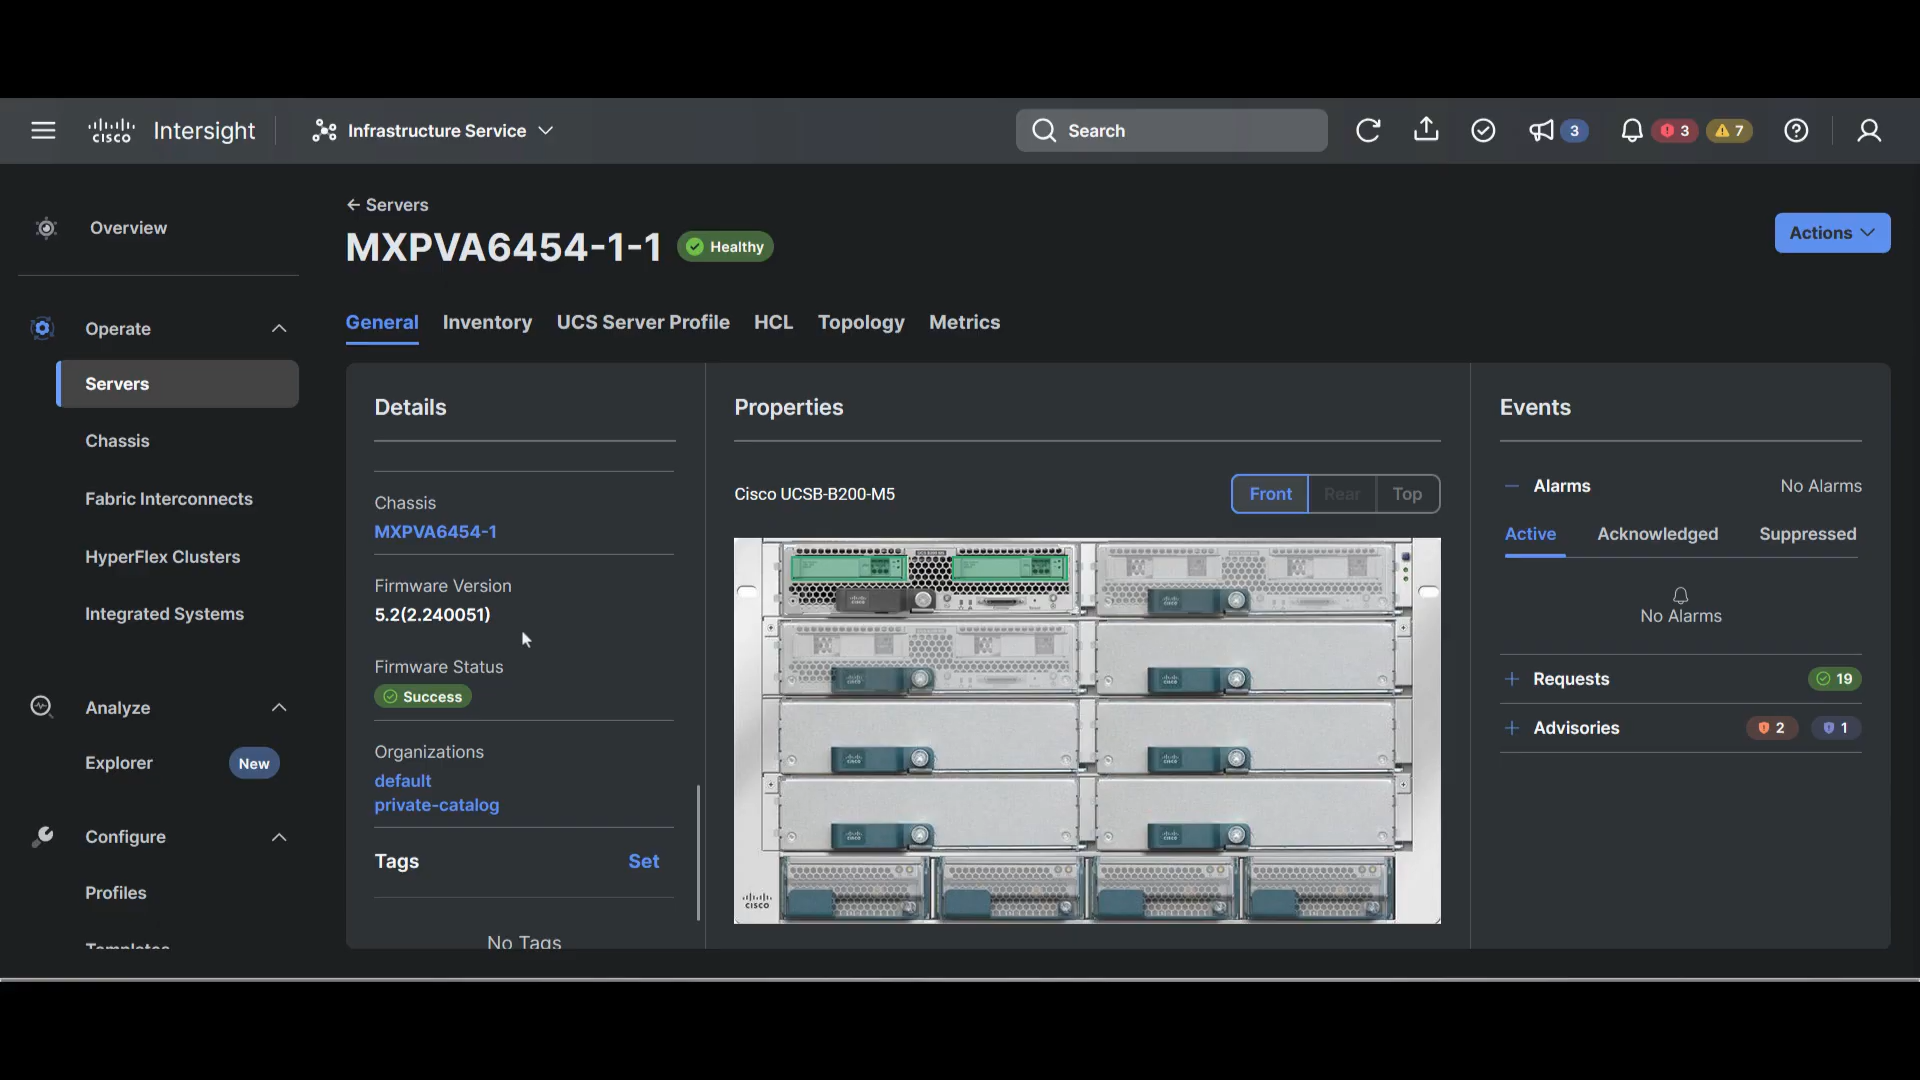 CISCO Intersight
Infrastructure Service
Search
3
3
7
Overview
Operate
Servers
Chassis
Fabric Interconnects
HyperFlex Clusters
Integrated Systems
Analyze
Explorer New
Configure
Profiles
Templates
← Servers
MXPVA6454-1-1 Healthy
Actions
General Inventory UCS Server Profile HCL Topology Metrics
Details
Chassis
MXPVA6454-1
Firmware Version
5.2(2.240051)
Firmware Status
Success
Organizations
default
private-catalog
Tags Set
No Tags
Properties
Cisco UCSB-B200-M5
Front Rear Top
CISCO
Events
Alarms No Alarms
Active Acknowledged Suppressed
No Alarms
Requests 19
Advisories 2 1